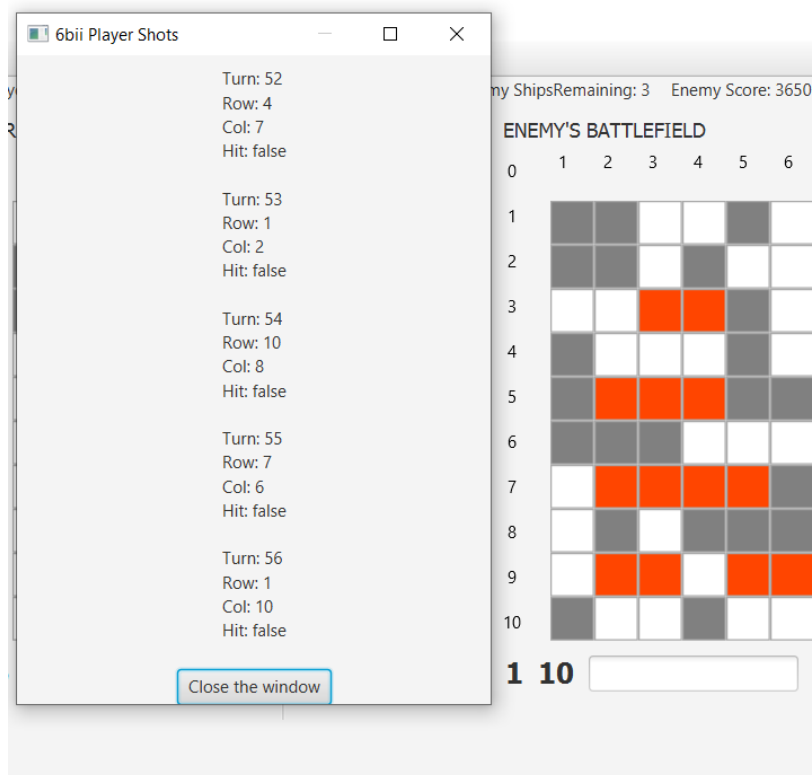 6bii Player Shots
Turn: 52
Row: 4
Col: 7
Hit: false
Turn: 53
Row: 1
Col: 2
Hit: false
Turn: 54
Row: 10
Col: 8
Hit: false
Turn: 55
Row: 7
Col: 6
Hit: false
Turn: 56
Row: 1
Col: 10
Hit: false
Close the window
ShipsRemaining: 3 Enemy Score: 3650
ENEMY'S BATTLEFIELD
0 1 2 3 4 5 6
1
2
3
4
5
6
7
8
9
10
1 10